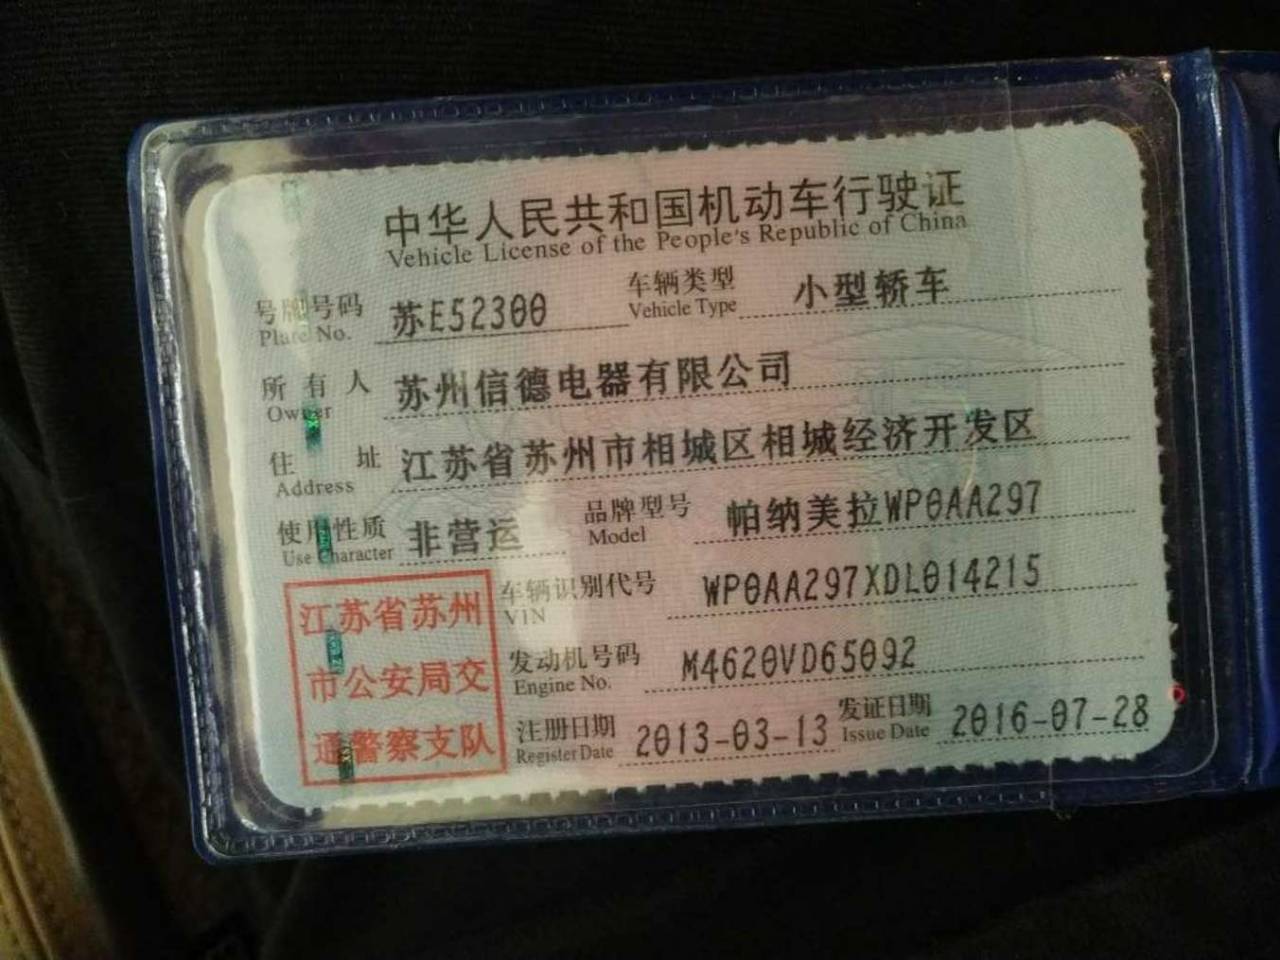 中华人民共和国机动车行驶证
Vehicle License of the People's Republic of China
号牌号码 苏E52300 车辆类型 小型轿车
Plate No. Vehicle Type
所有人 苏州信德电器有限公司
Owner
住址 江苏省苏州市相城区相城经济开发区
Address
使用性质 非营运 品牌型号 帕纳美拉WP0AA297
Use Character Model
车辆识别代号 WP0AA297XDL014215
VIN
发动机号码 M4620VD65092
Engine No.
注册日期 2013-03-13 发证日期 2016-07-28
Register Date Issue Date
江苏省苏州
市公安局交
通警察支队